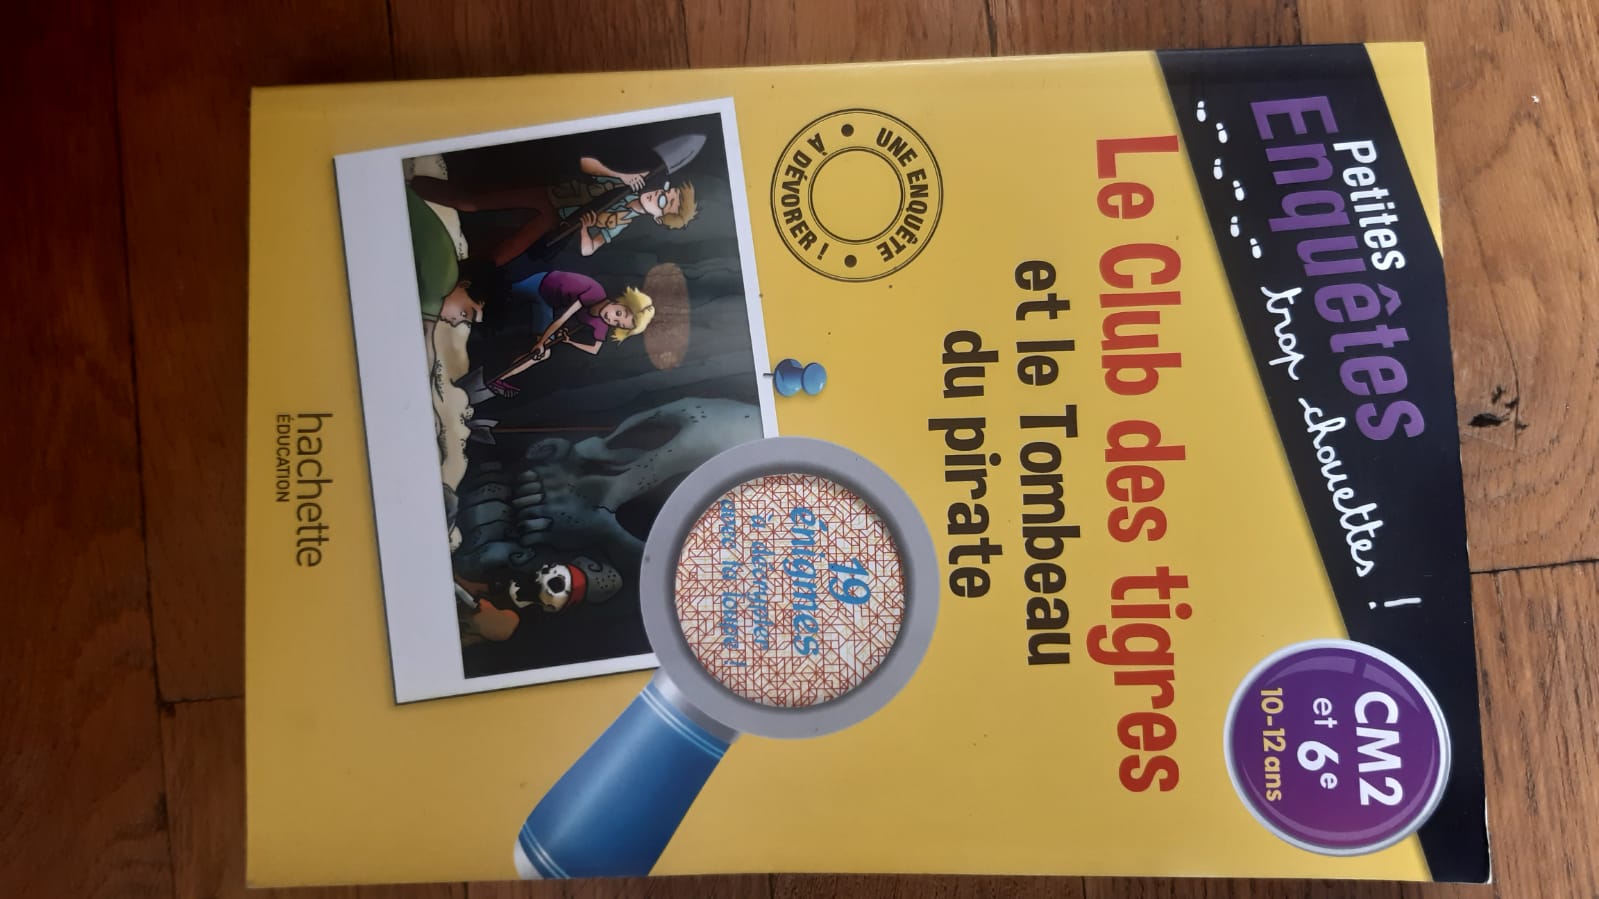 Petites
Enquêtes
trop chouettes !
CM2
et 6e
10-12 ans
Le Club des tigres
et le Tombeau
du pirate
UNE ENQUÊTE
À DÉVORER !
19
énigmes
à décrypter
avec ta loupe !
hachette
ÉDUCATION